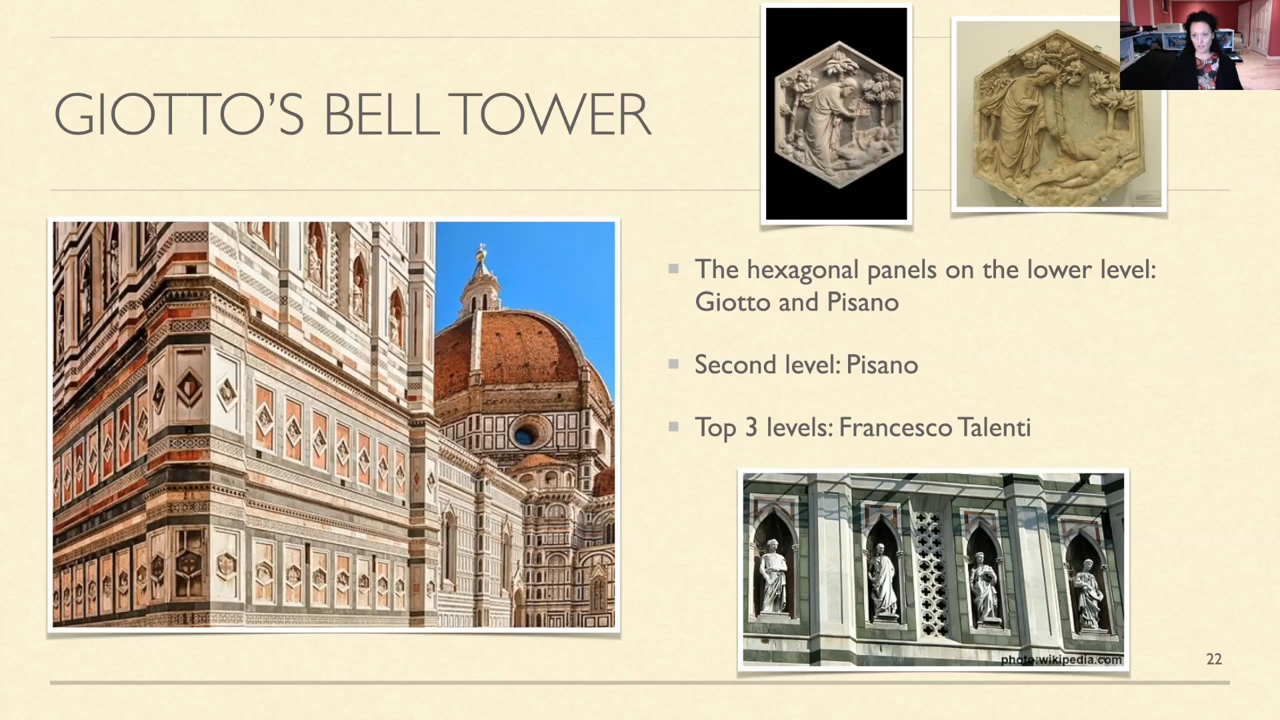 GIOTTO'S BELL TOWER
The hexagonal panels on the lower level:
Giotto and Pisano
Second level: Pisano
Top 3 levels: Francesco Talenti
photo:wikipedia.com
22